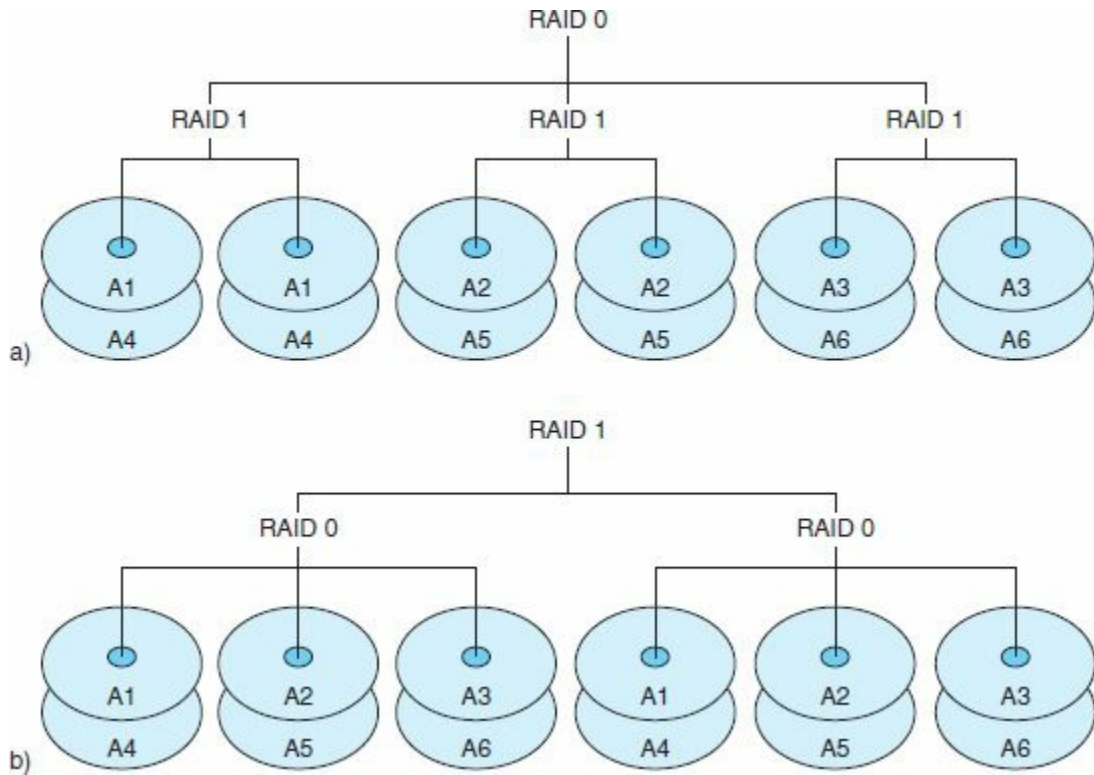 RAID 0
RAID 1 RAID 1 RAID 1
A1 A1 A2 A2 A3 A3
a) A4 A4 A5 A5 A6 A6
RAID 1
RAID 0 RAID 0
A1 A2 A3 A1 A2 A3
b) A4 A5 A6 A4 A5 A6